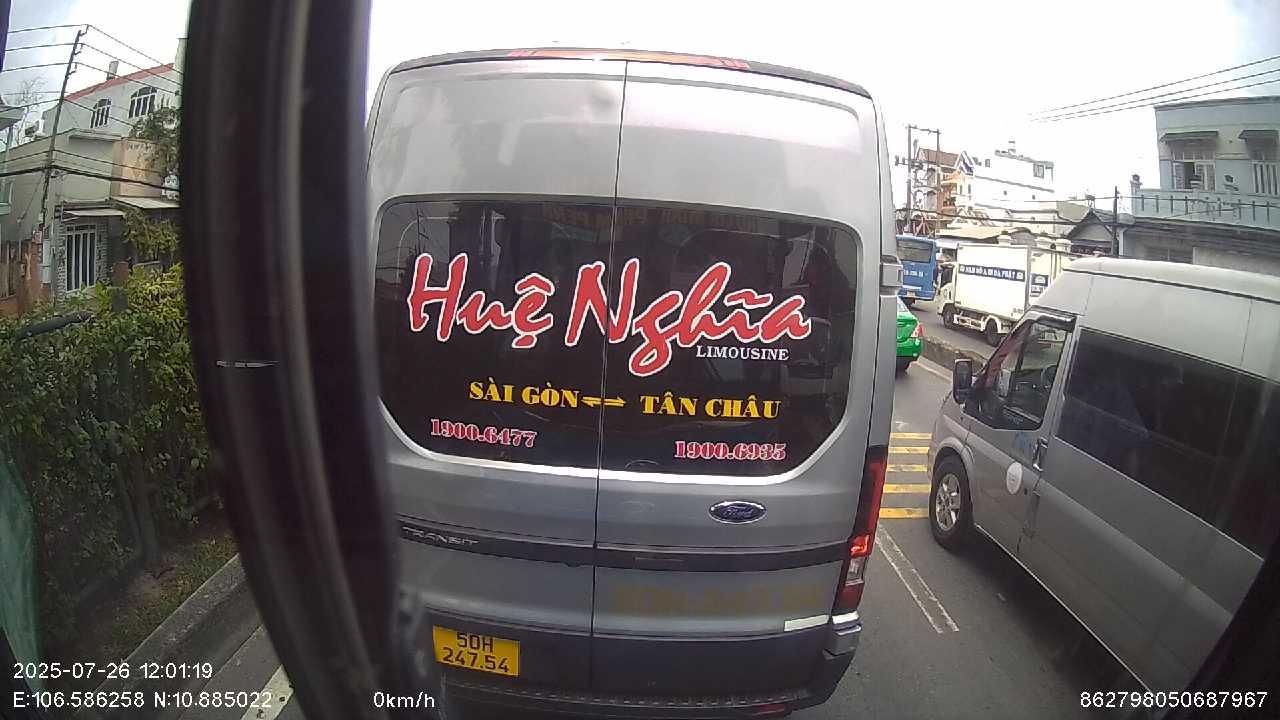 Huệ Nghĩa
LIMOUSINE
SÀI GÒN ⇌ TÂN CHÂU
1900.6477
1900.6935
Ford
TRANSIT
50H
247.54
2025-07-26 12:01:19
E:106.586258 N:10.885022
0km/h
862798050687967